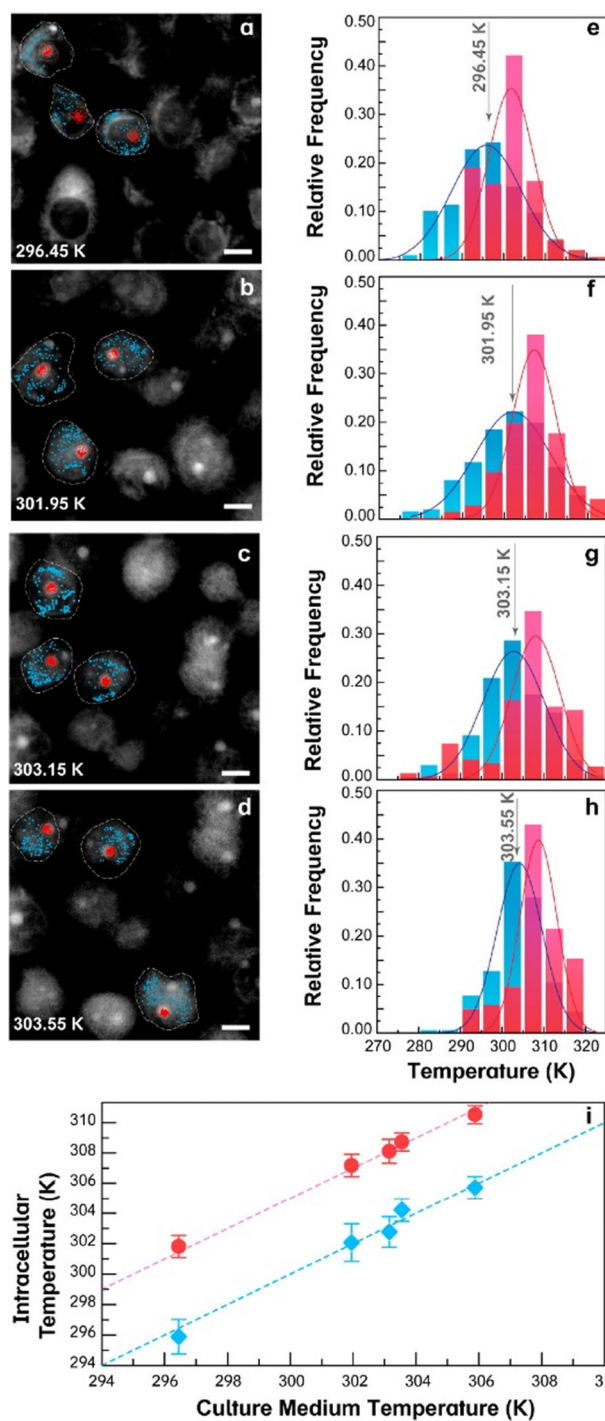 a
296.45 K
b
301.95 K
c
303.15 K
d
303.55 K
e
0.50
0.40
0.30
0.20
0.10
0.00
Relative Frequency
296.45 K
f
0.50
0.40
0.30
0.20
0.10
0.00
Relative Frequency
301.95 K
g
0.50
0.40
0.30
0.20
0.10
0.00
Relative Frequency
303.15 K
h
0.50
0.40
0.30
0.20
0.10
0.00
Relative Frequency
303.55 K
270 280 290 300 310 320
Temperature (K)
i
310
308
306
304
302
300
298
296
294
Intracellular
Temperature (K)
294 296 298 300 302 304 306 308 310
Culture Medium Temperature (K)